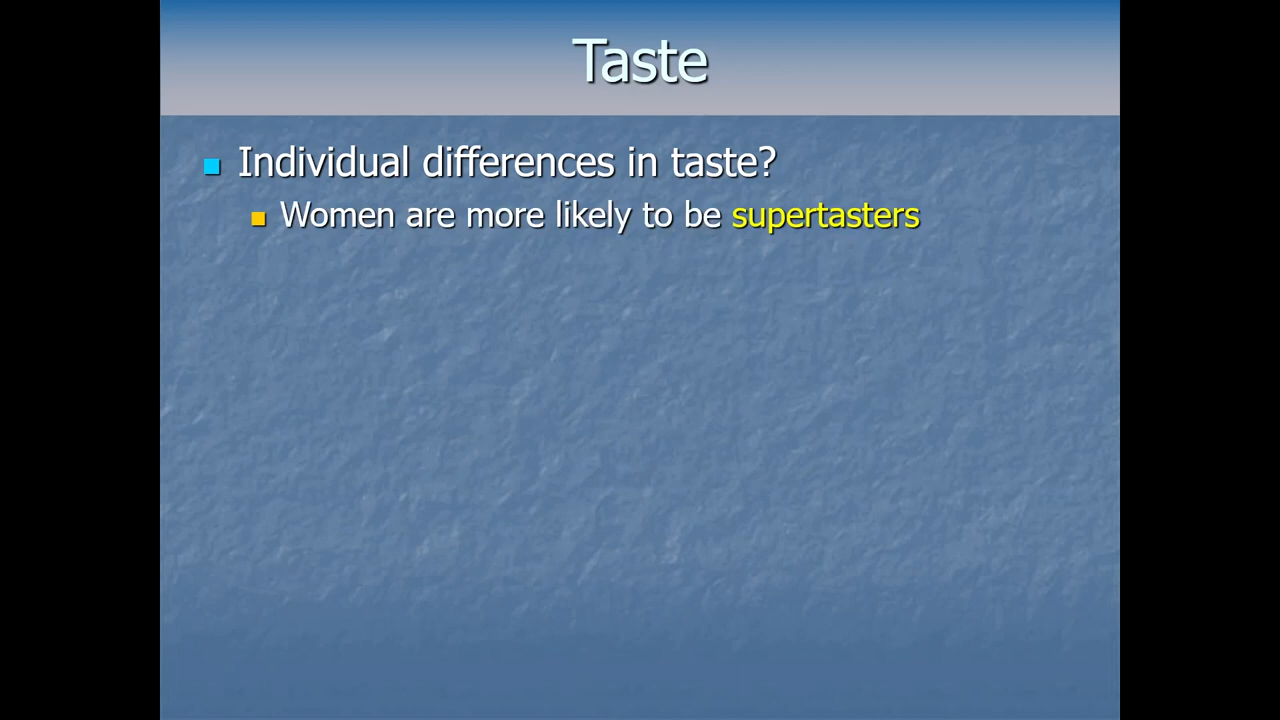 Taste
Individual differences in taste?
Women are more likely to be supertasters